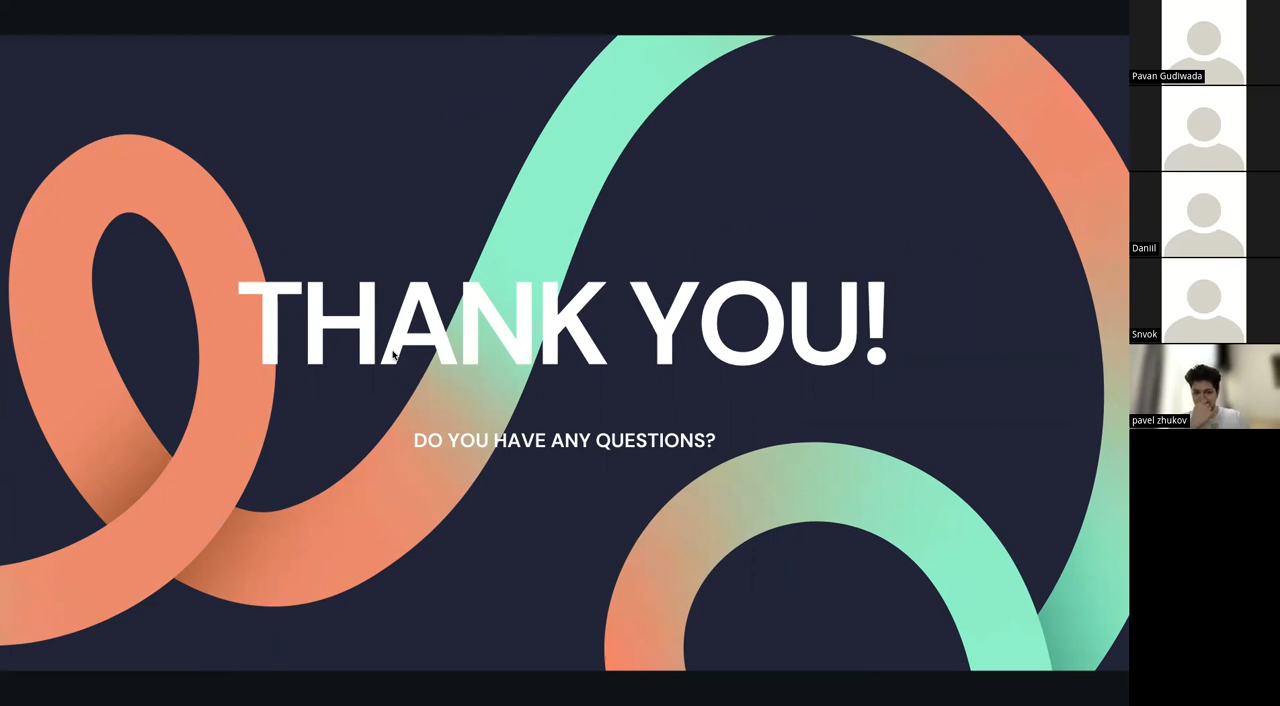 THANK YOU!
DO YOU HAVE ANY QUESTIONS?
Pavan Gudiwada
Daniil
Snvok
pavel zhukov